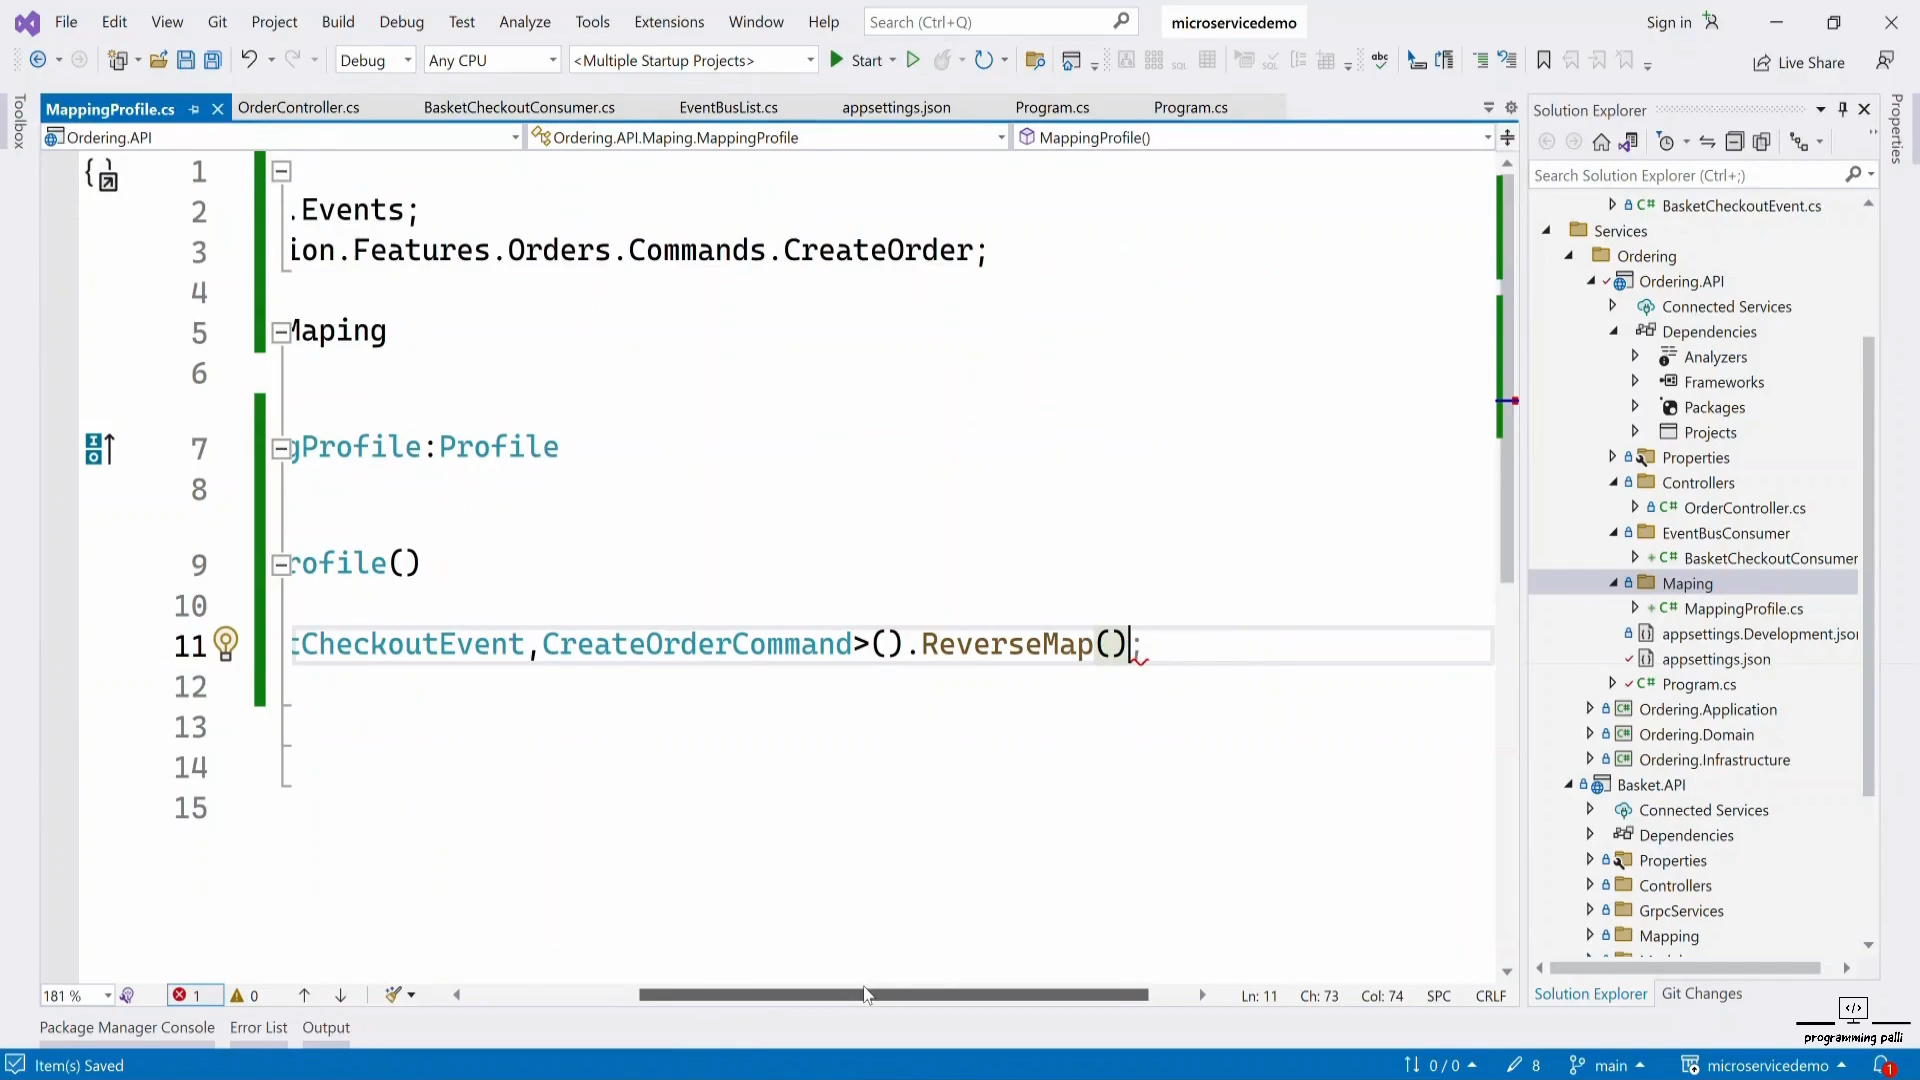 File Edit View Git Project Build Debug Test Analyze Tools Extensions Window Help Search (Ctrl+Q) microservicedemo Sign in
Debug Any CPU <Multiple Startup Projects> Start Live Share
Toolbox
MappingProfile.cs OrderController.cs BasketCheckoutConsumer.cs EventBusList.cs appsettings.json Program.cs Program.cs
Ordering.API Ordering.API.Maping.MappingProfile MappingProfile()
1
2 .Events;
3 ion.Features.Orders.Commands.CreateOrder;
4
5 Maping
6
7 gProfile:Profile
8
9 rofile()
10
11 tCheckoutEvent,CreateOrderCommand>().ReverseMap();
12
13
14
15
181 % 1 0 Ln: 11 Ch: 73 Col: 74 SPC CRLF
Solution Explorer
Search Solution Explorer (Ctrl+;)
BasketCheckoutEvent.cs
Services
Ordering
Ordering.API
Connected Services
Dependencies
Analyzers
Frameworks
Packages
Projects
Properties
Controllers
OrderController.cs
EventBusConsumer
BasketCheckoutConsumer
Maping
MappingProfile.cs
appsettings.Development.json
appsettings.json
Program.cs
Ordering.Application
Ordering.Domain
Ordering.Infrastructure
Basket.API
Connected Services
Dependencies
Properties
Controllers
GrpcServices
Mapping
Solution Explorer Git Changes
Properties
Package Manager Console Error List Output
programming palli
Item(s) Saved 0 / 0 8 main microservicedemo 1